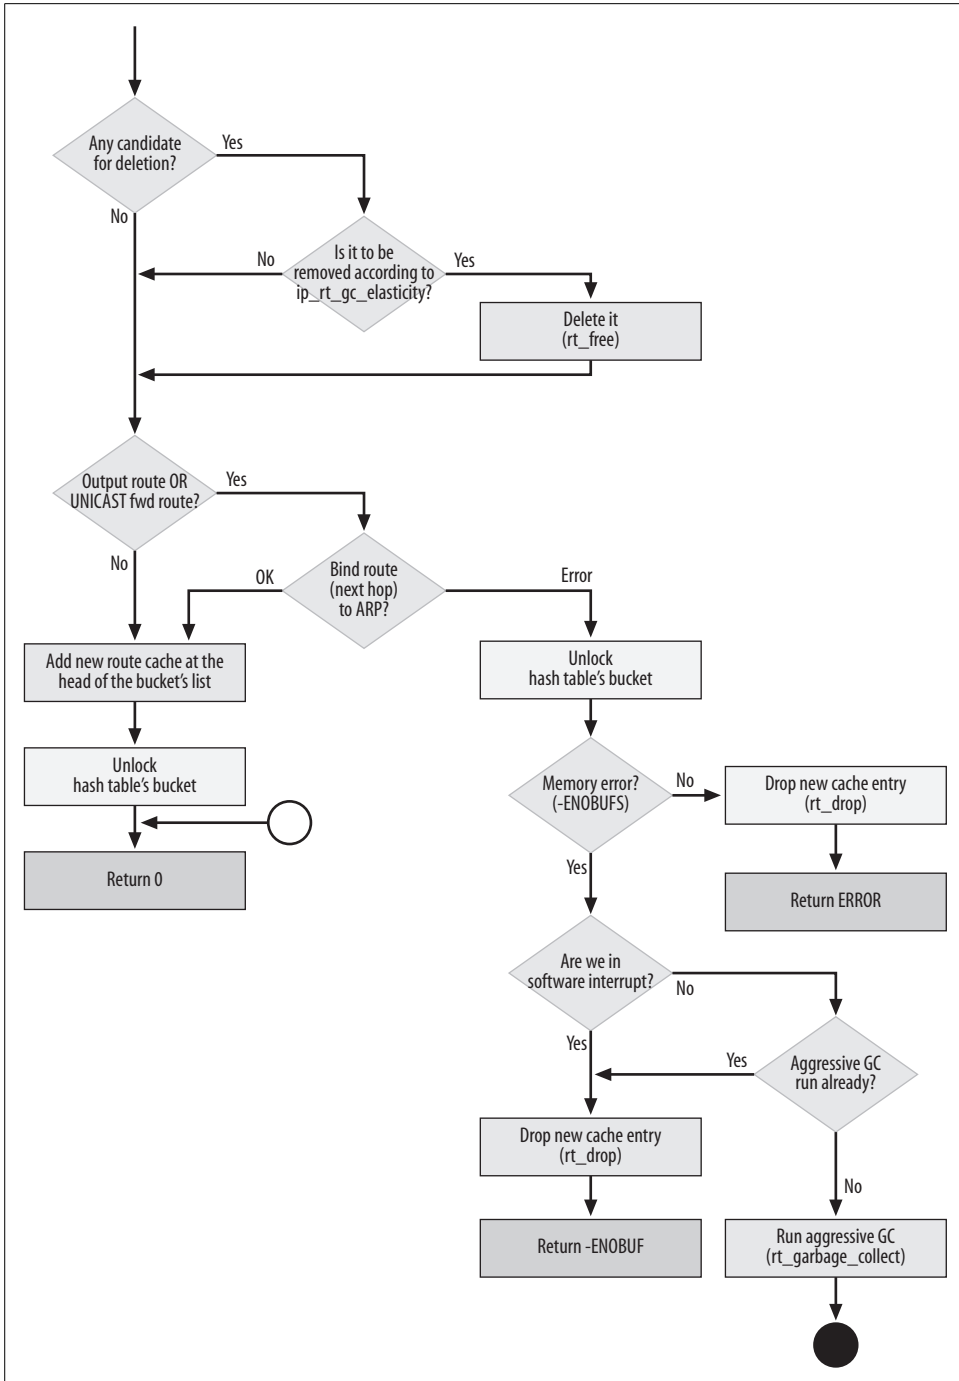 Any candidate
for deletion?
Yes
No
Is it to be
removed according to
ip_rt_gc_elasticity?
No
Yes
Delete it
(rt_free)
Output route OR
UNICAST fwd route?
Yes
No
Bind route
(next hop)
to ARP?
OK
Error
Add new route cache at the
head of the bucket's list
Unlock
hash table's bucket
Unlock
hash table's bucket
Return 0
Memory error?
(-ENOBUFS)
No
Drop new cache entry
(rt_drop)
Yes
Return ERROR
Are we in
software interrupt?
No
Yes
Aggressive GC
run already?
Yes
No
Drop new cache entry
(rt_drop)
Return -ENOBUF
Run aggressive GC
(rt_garbage_collect)